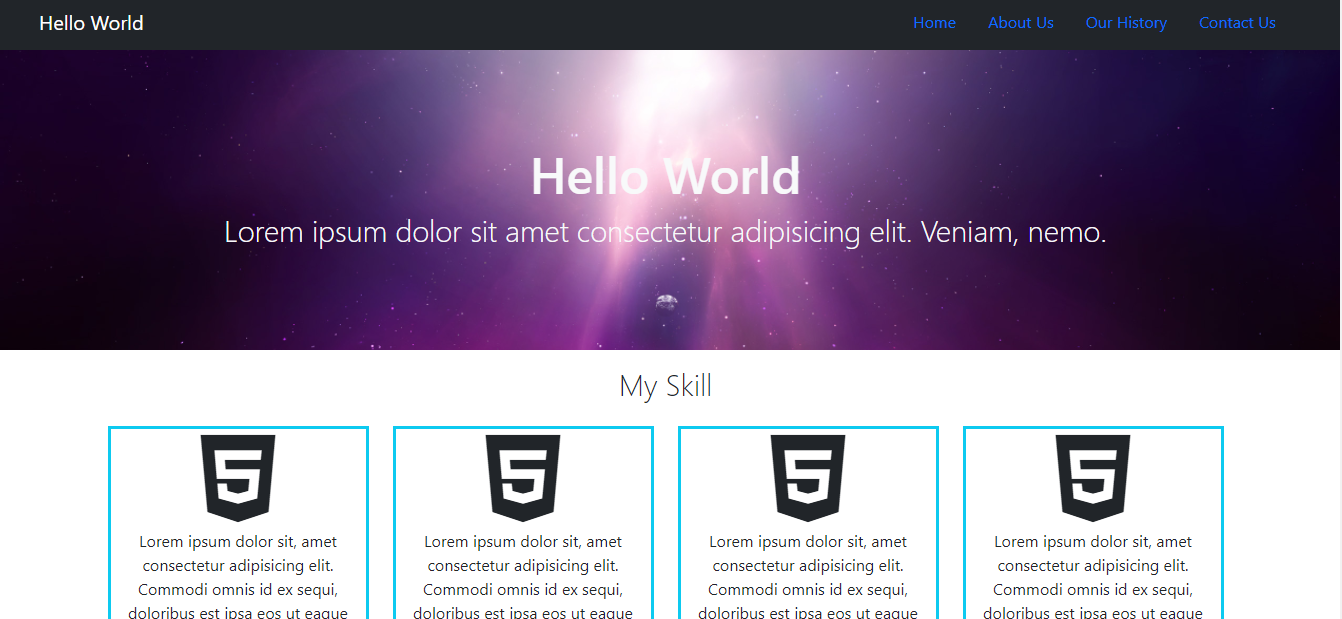 Hello World
Home About Us Our History Contact Us
Hello World
Lorem ipsum dolor sit amet consectetur adipisicing elit. Veniam, nemo.
My Skill
5 5 5 5
Lorem ipsum dolor sit, amet
consectetur adipisicing elit.
Commodi omnis id ex sequi,
doloribus est ipsa eos ut eaque
Lorem ipsum dolor sit, amet
consectetur adipisicing elit.
Commodi omnis id ex sequi,
doloribus est ipsa eos ut eaque
Lorem ipsum dolor sit, amet
consectetur adipisicing elit.
Commodi omnis id ex sequi,
doloribus est ipsa eos ut eaque
Lorem ipsum dolor sit, amet
consectetur adipisicing elit.
Commodi omnis id ex sequi,
doloribus est ipsa eos ut eaque